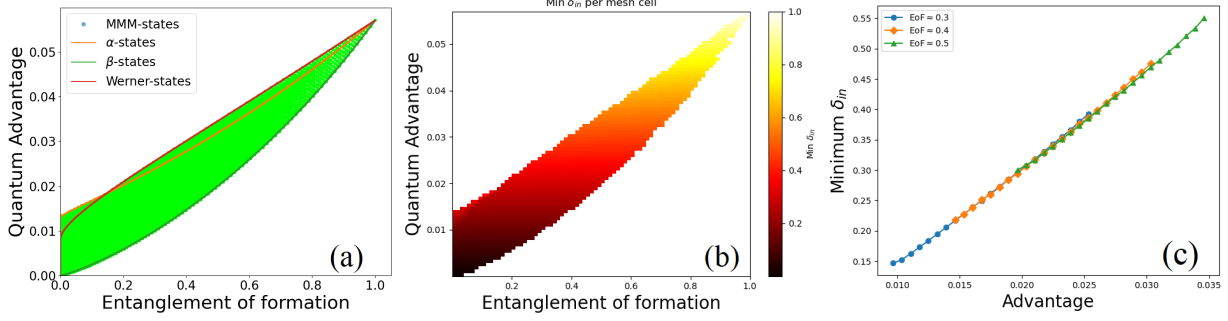 MMM-states
α-states
β-states
Werner-states
Quantum Advantage
0.05
0.04
0.03
0.02
0.01
0.00
0.0 0.2 0.4 0.6 0.8 1.0
Entanglement of formation
(a)
Min δin per mesh cell
Quantum Advantage
0.05
0.04
0.03
0.02
0.01
0.2 0.4 0.6 0.8 1.0
Entanglement of formation
(b)
1.0
0.8
0.6
0.4
0.2
Min δin
EoF ≈ 0.3
EoF ≈ 0.4
EoF ≈ 0.5
Minimum δin
0.55
0.50
0.45
0.40
0.35
0.30
0.25
0.20
0.15
0.010 0.015 0.020 0.025 0.030 0.035
Advantage
(c)